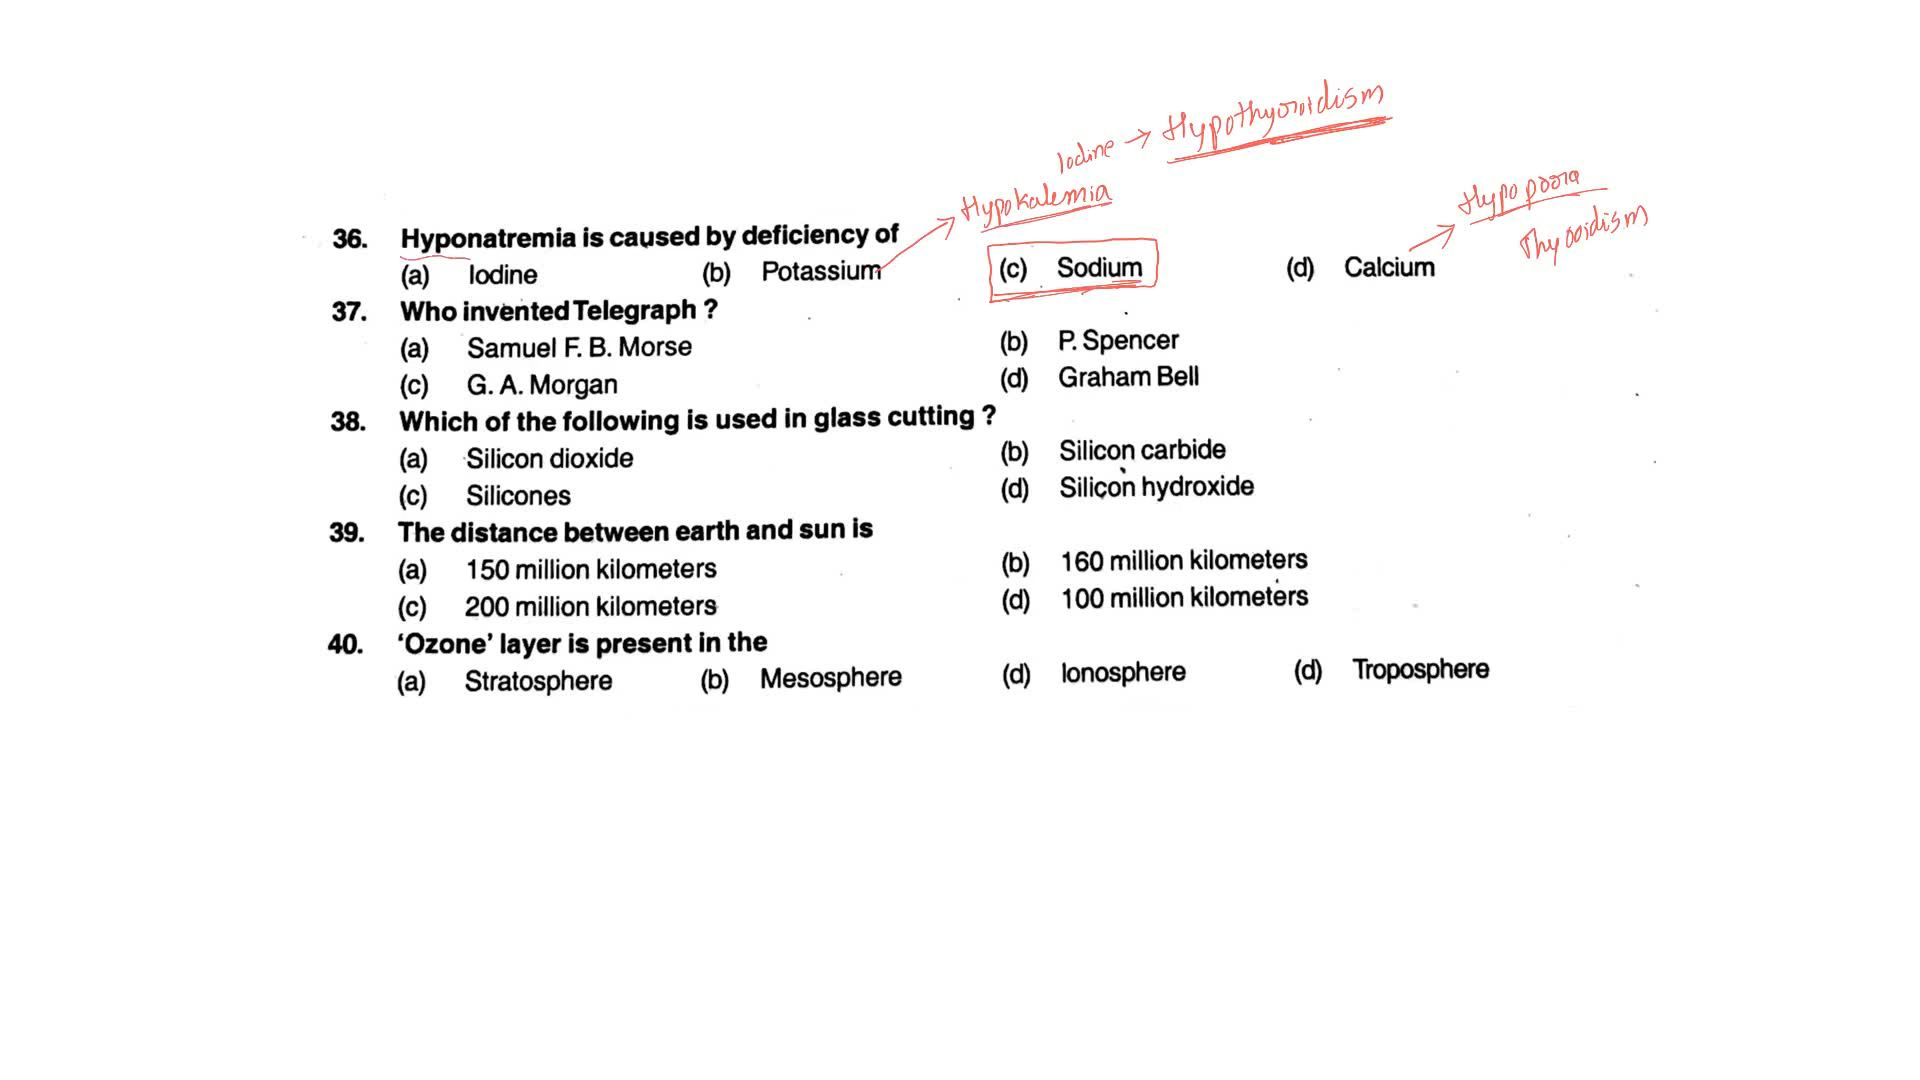 Iodine → Hypothyroidism
Hypokalemia
Hypo para
Thyroidism
36. Hyponatremia is caused by deficiency of
(a) Iodine (b) Potassium (c) Sodium (d) Calcium
37. Who invented Telegraph ?
(a) Samuel F. B. Morse (b) P. Spencer
(c) G. A. Morgan (d) Graham Bell
38. Which of the following is used in glass cutting ?
(a) Silicon dioxide (b) Silicon carbide
(c) Silicones (d) Silicon hydroxide
39. The distance between earth and sun is
(a) 150 million kilometers (b) 160 million kilometers
(c) 200 million kilometers (d) 100 million kilometers
40. ‘Ozone’ layer is present in the
(a) Stratosphere (b) Mesosphere (d) Ionosphere (d) Troposphere